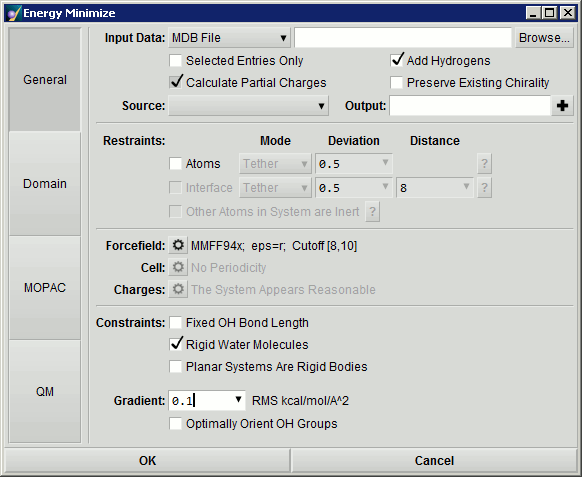 Energy Minimize
Input Data: MDB File Browse...
Selected Entries Only Add Hydrogens
General
Calculate Partial Charges Preserve Existing Chirality
Source: Output:
Restraints: Mode Deviation Distance
Atoms Tether 0.5 ?
Domain
Interface Tether 0.5 8 ?
Other Atoms in System are Inert ?
Forcefield: MMFF94x; eps=r; Cutoff [8,10]
Cell: No Periodicity
MOPAC
Charges: The System Appears Reasonable
Constraints: Fixed OH Bond Length
Rigid Water Molecules
Planar Systems Are Rigid Bodies
QM
Gradient: 0.1 RMS kcal/mol/A^2
Optimally Orient OH Groups
OK Cancel